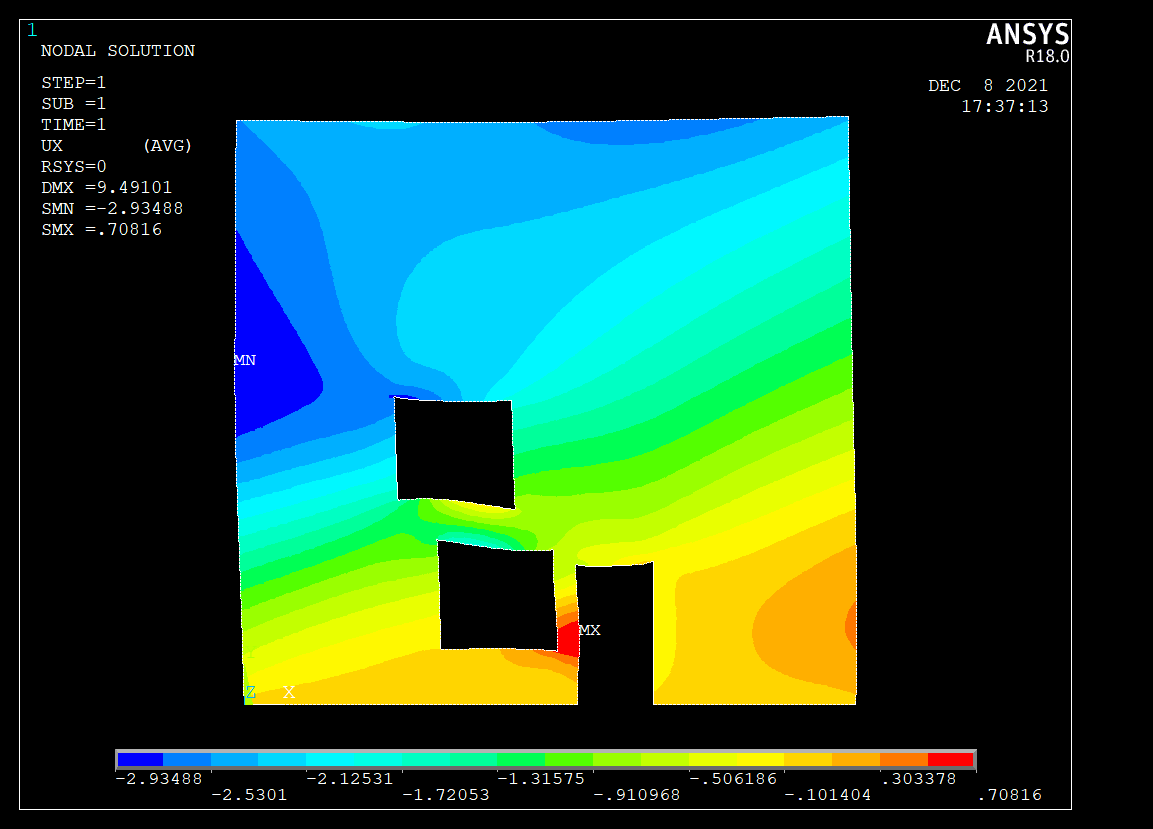 1
ANSYS
R18.0
NODAL SOLUTION
STEP=1
SUB =1
TIME=1
UX (AVG)
RSYS=0
DMX =9.49101
SMN =-2.93488
SMX =.70816
DEC 8 2021
17:37:13
MN
MX
Z X
-2.93488 -2.12531 -1.31575 -.506186 .303378
-2.5301 -1.72053 -.910968 -.101404 .70816